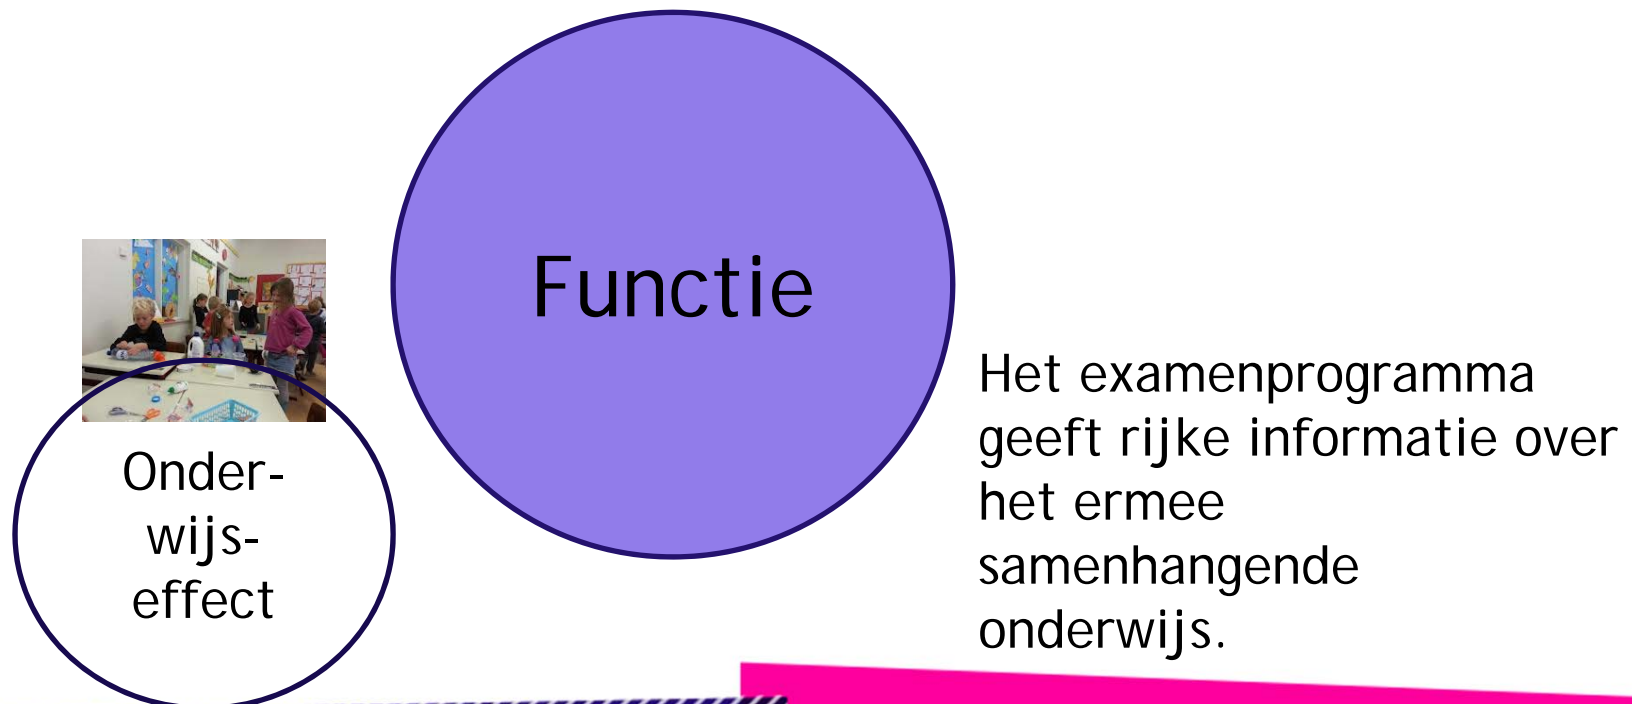 Functie
Onder-
wijs-
effect
Het examenprogramma
geeft rijke informatie over
het ermee
samenhangende
onderwijs.